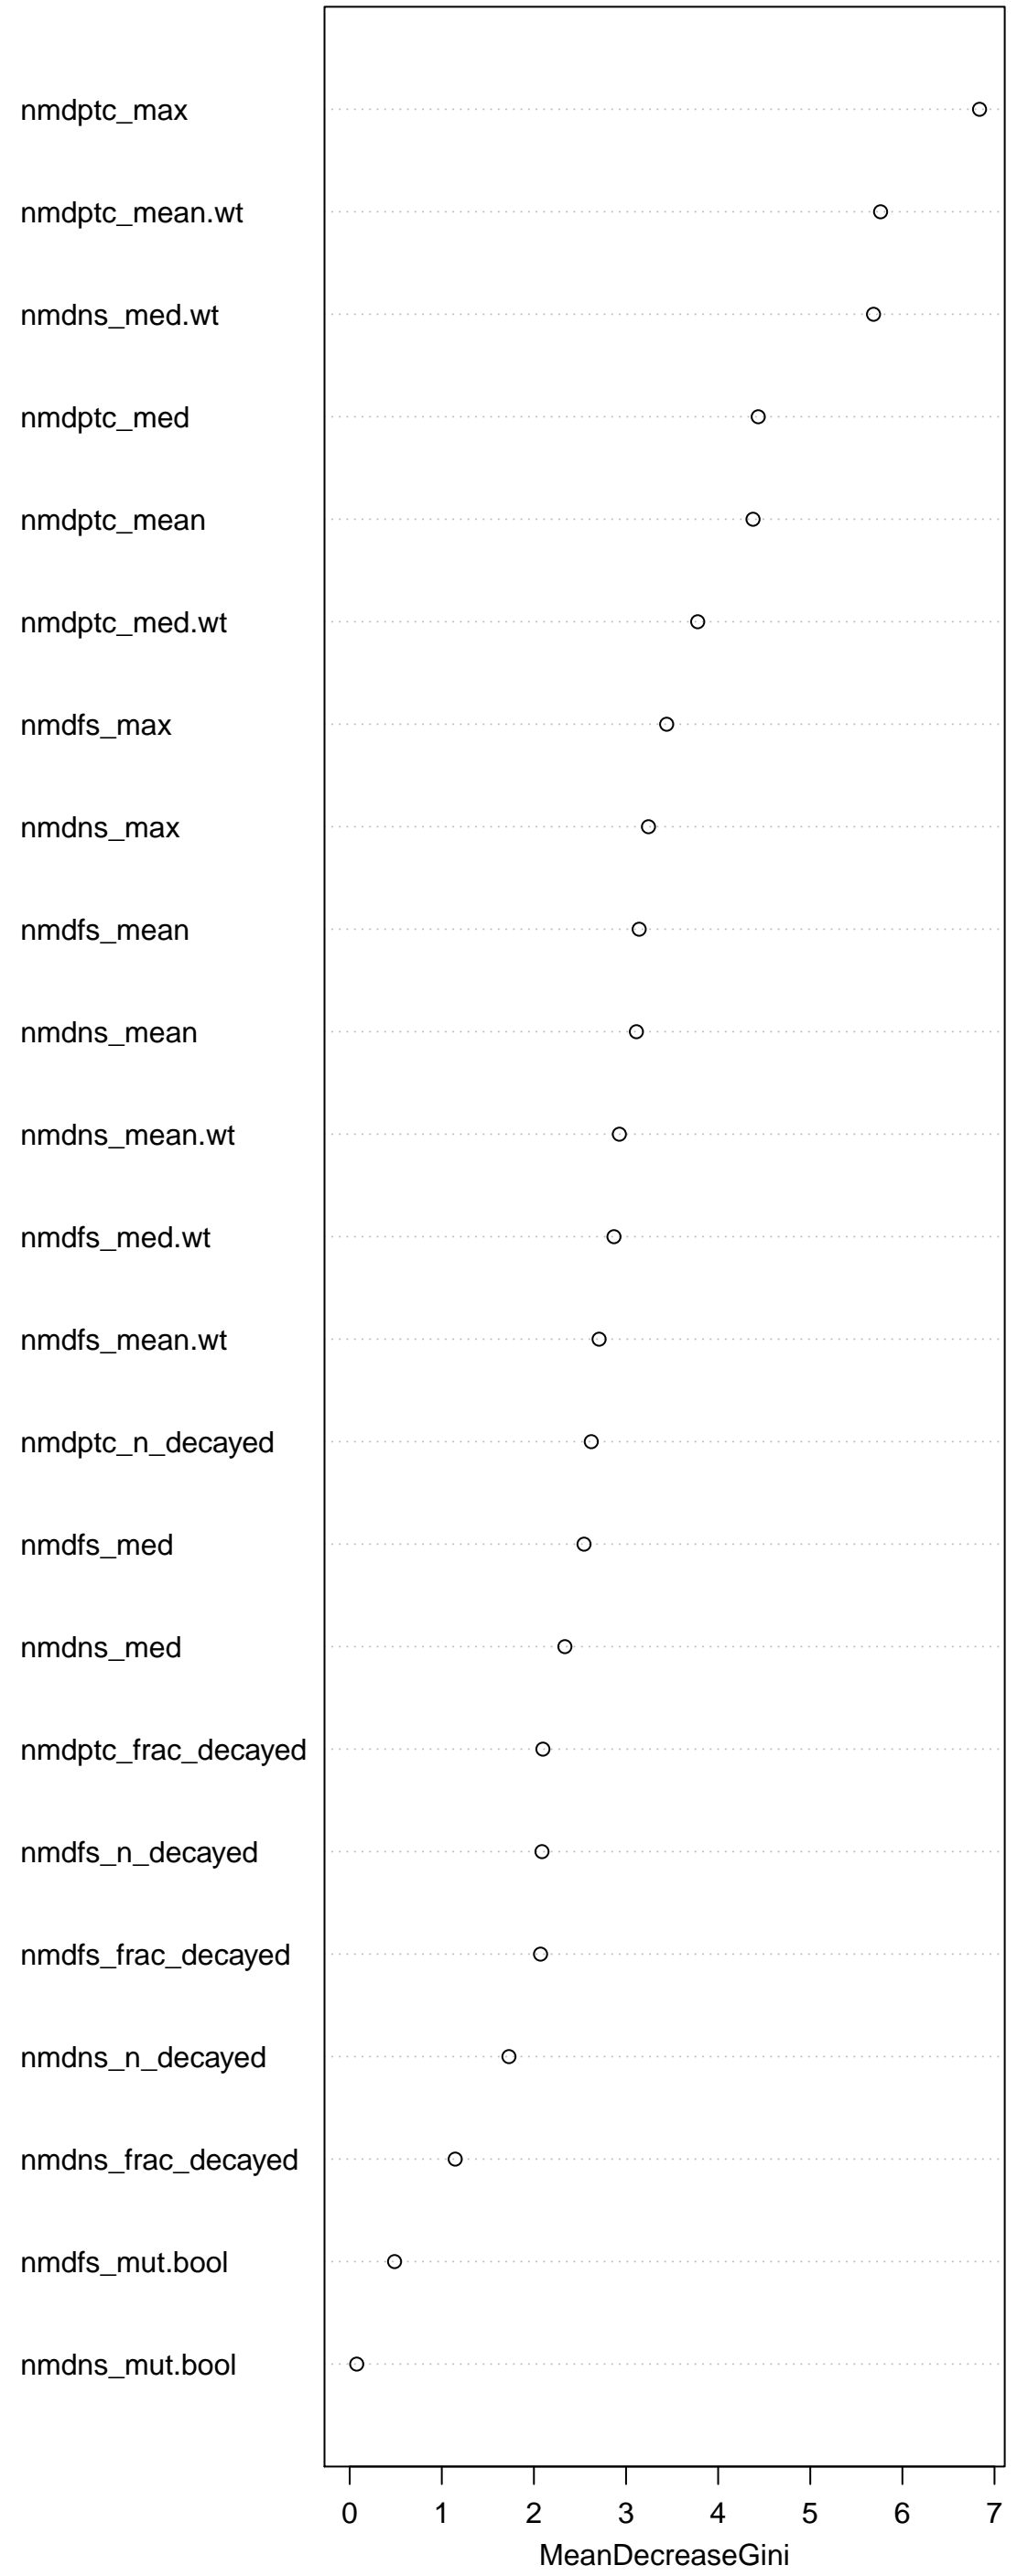 nmdptc_max
nmdptc_mean.wt
nmdns_med.wt
nmdptc_med
nmdptc_mean
nmdptc_med.wt
nmdfs_max
nmdns_max
nmdfs_mean
nmdns_mean
nmdns_mean.wt
nmdfs_med.wt
nmdfs_mean.wt
nmdptc_n_decayed
nmdfs_med
nmdns_med
nmdptc_frac_decayed
nmdfs_n_decayed
nmdfs_frac_decayed
nmdns_n_decayed
nmdns_frac_decayed
nmdfs_mut.bool
nmdns_mut.bool
0 1 2 3 4 5 6 7
MeanDecreaseGini